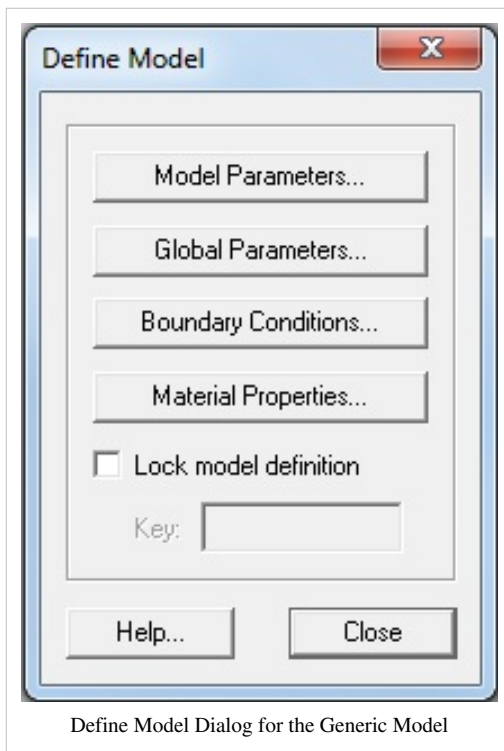 Define Model
Model Parameters...
Global Parameters...
Boundary Conditions...
Material Properties...
Lock model definition
Key:
Help...
Close
Define Model Dialog for the Generic Model